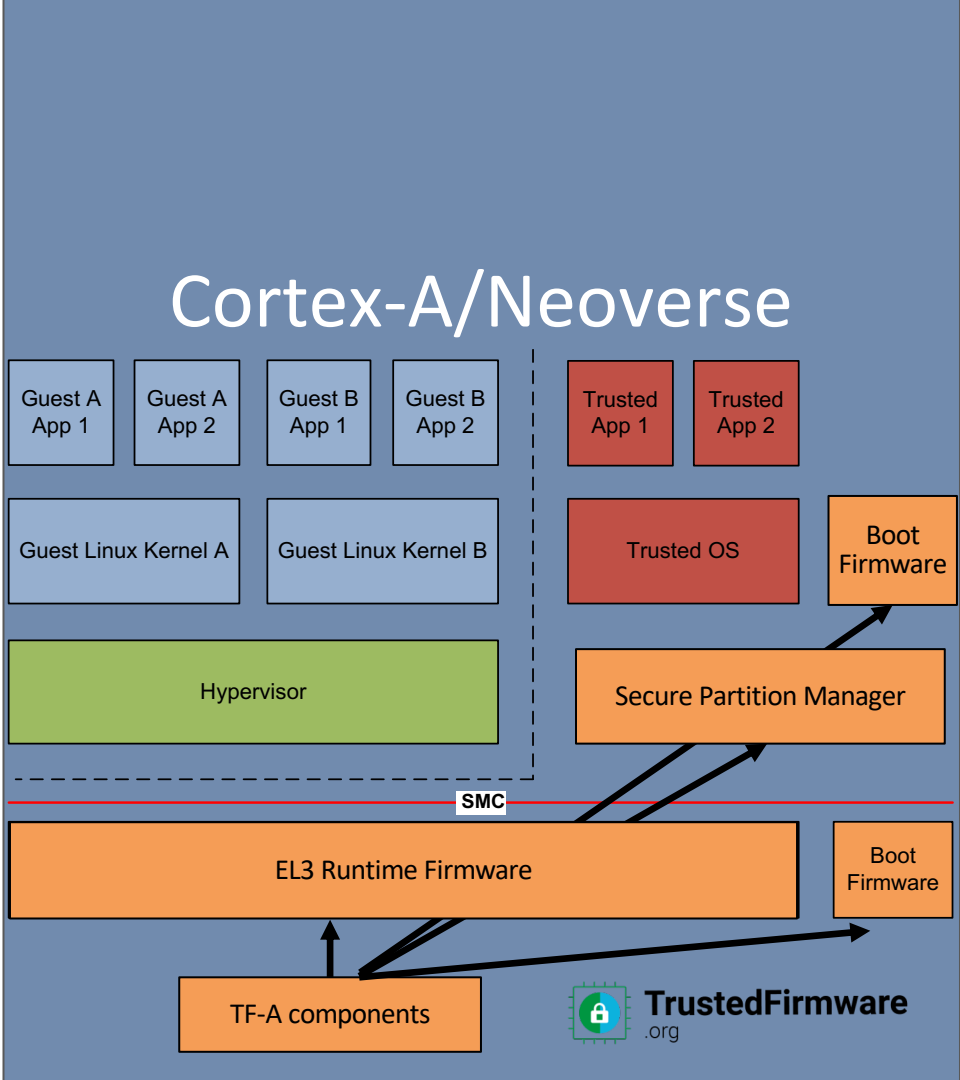 Cortex-A/Neoverse
Guest A
App 1
Guest A
App 2
Guest B
App 1
Guest B
App 2
Trusted
App 1
Trusted
App 2
Guest Linux Kernel A
Guest Linux Kernel B
Trusted OS
Boot
Firmware
Hypervisor
Secure Partition Manager
SMC
EL3 Runtime Firmware
Boot
Firmware
TF-A components
TrustedFirmware
.org